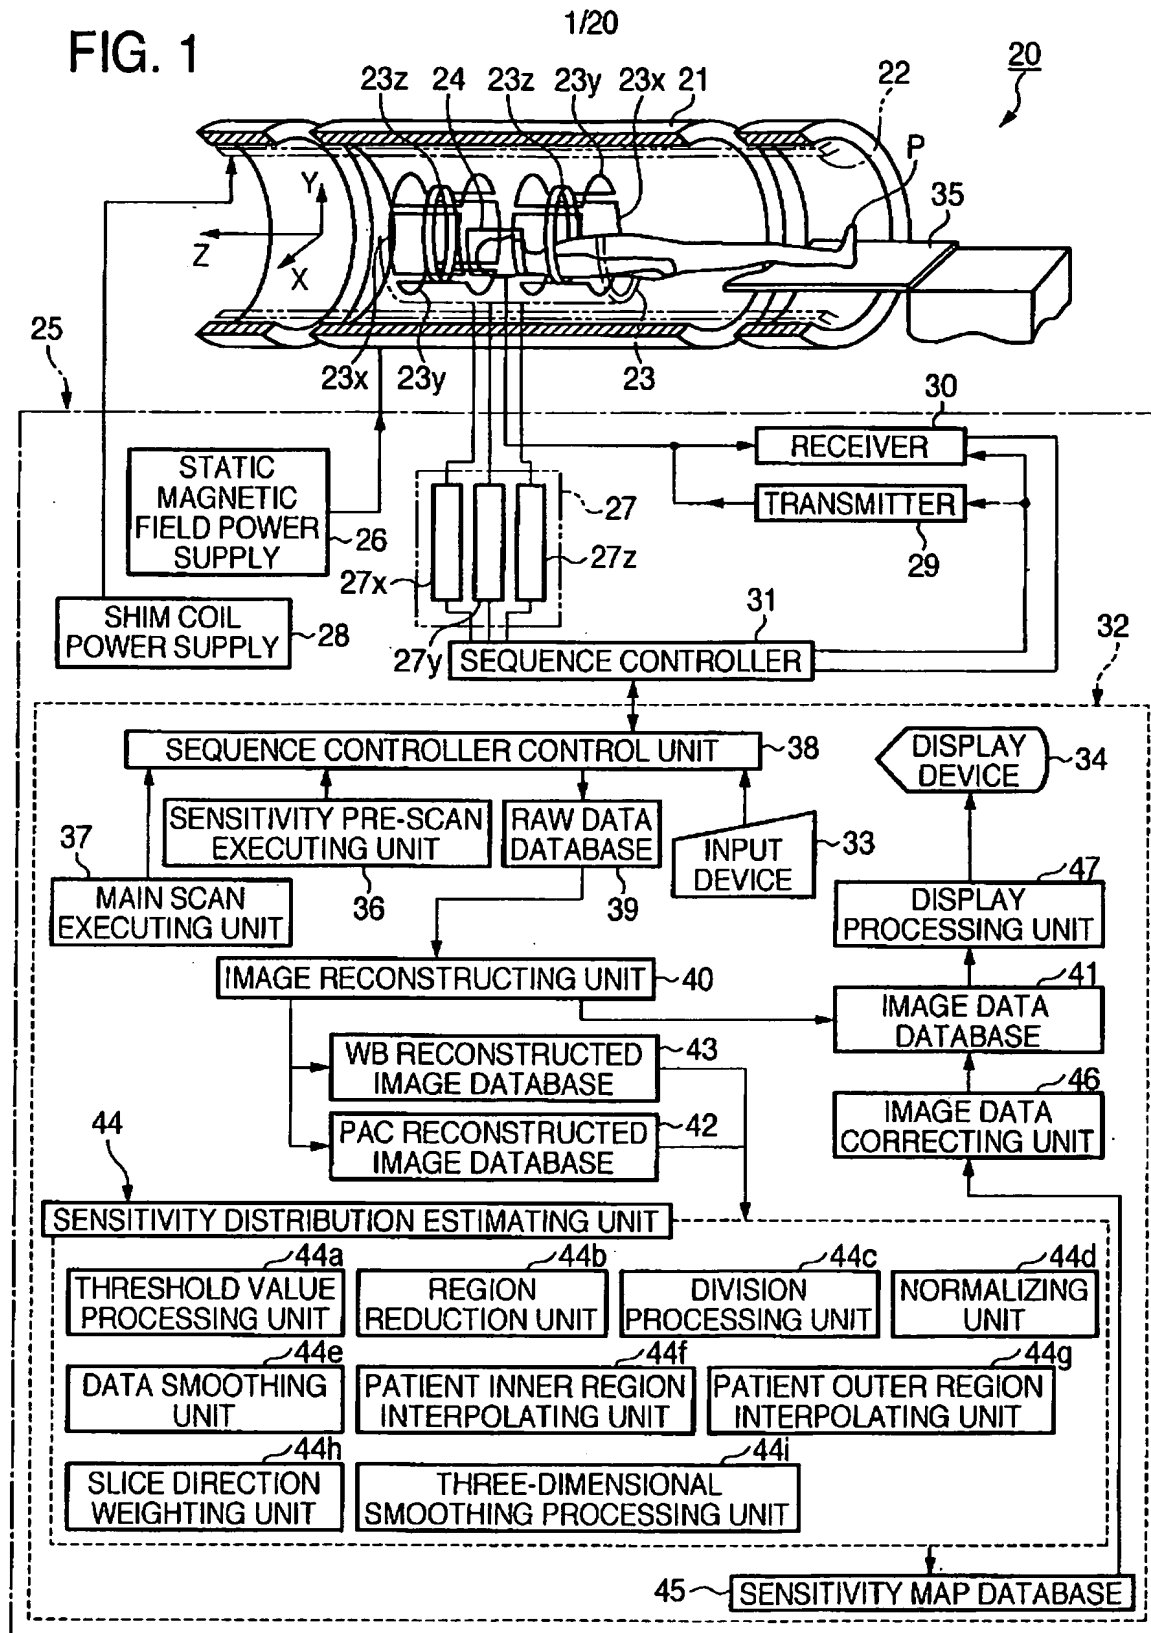 1/20
FIG. 1
23z 24 23z 23y 23x 21 22 20
P
35
Y
Z
X
25
23x 23y 23
30
RECEIVER
STATIC
MAGNETIC
FIELD POWER
SUPPLY
26
27
TRANSMITTER
29
27x
27z
SHIM COIL
POWER SUPPLY
28
27y
31
SEQUENCE CONTROLLER
32
SEQUENCE CONTROLLER CONTROL UNIT
38
DISPLAY
DEVICE
34
SENSITIVITY PRE-SCAN
EXECUTING UNIT
36
RAW DATA
DATABASE
39
INPUT
DEVICE
33
37
MAIN SCAN
EXECUTING UNIT
47
DISPLAY
PROCESSING UNIT
IMAGE RECONSTRUCTING UNIT
40
41
IMAGE DATA
DATABASE
WB RECONSTRUCTED
IMAGE DATABASE
43
46
IMAGE DATA
CORRECTING UNIT
PAC RECONSTRUCTED
IMAGE DATABASE
42
44
SENSITIVITY DISTRIBUTION ESTIMATING UNIT
44a
THRESHOLD VALUE
PROCESSING UNIT
44b
REGION
REDUCTION UNIT
44c
DIVISION
PROCESSING UNIT
44d
NORMALIZING
UNIT
44e
DATA SMOOTHING
UNIT
44f
PATIENT INNER REGION
INTERPOLATING UNIT
44g
PATIENT OUTER REGION
INTERPOLATING UNIT
44h
SLICE DIRECTION
WEIGHTING UNIT
44i
THREE-DIMENSIONAL
SMOOTHING PROCESSING UNIT
45
SENSITIVITY MAP DATABASE